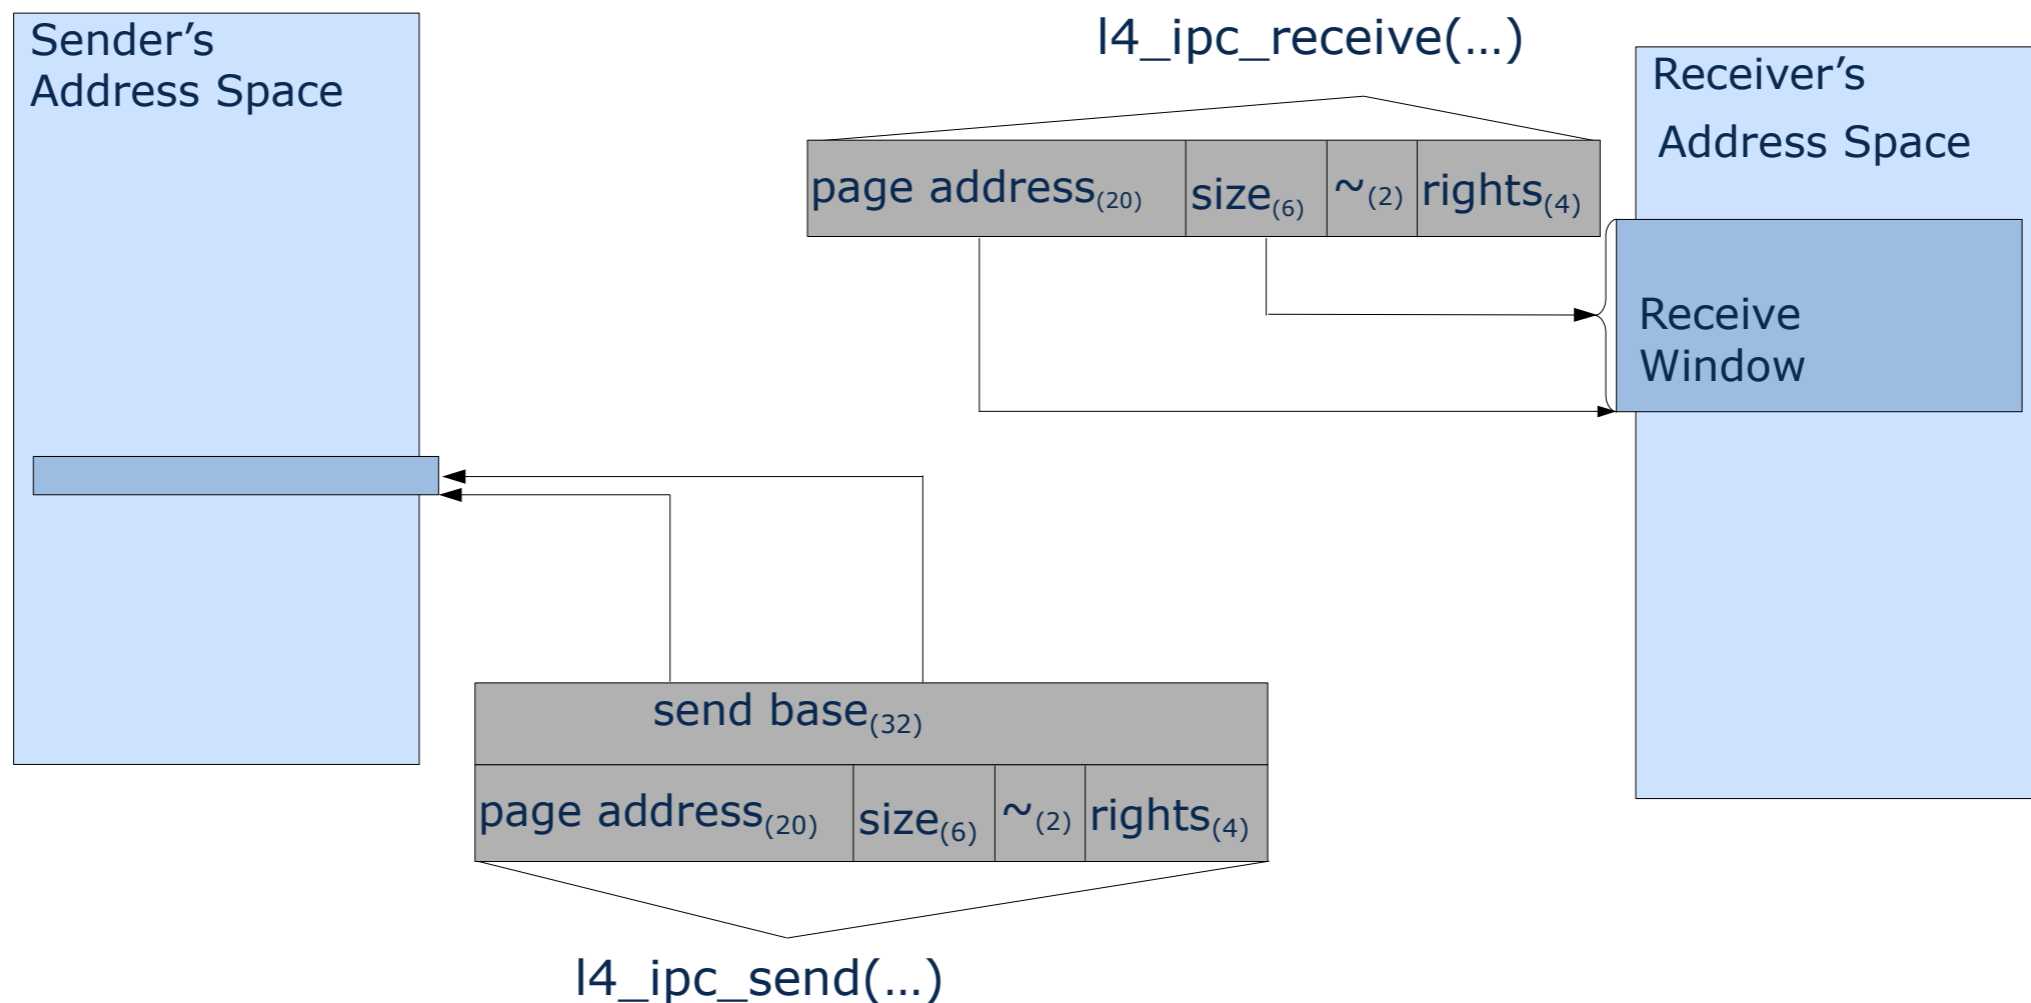 Sender’s
Address Space
l4_ipc_receive(…)
Receiver’s
Address Space
page address(20) size(6) ~(2) rights(4)
Receive
Window
send base(32)
page address(20) size(6) ~(2) rights(4)
l4_ipc_send(…)